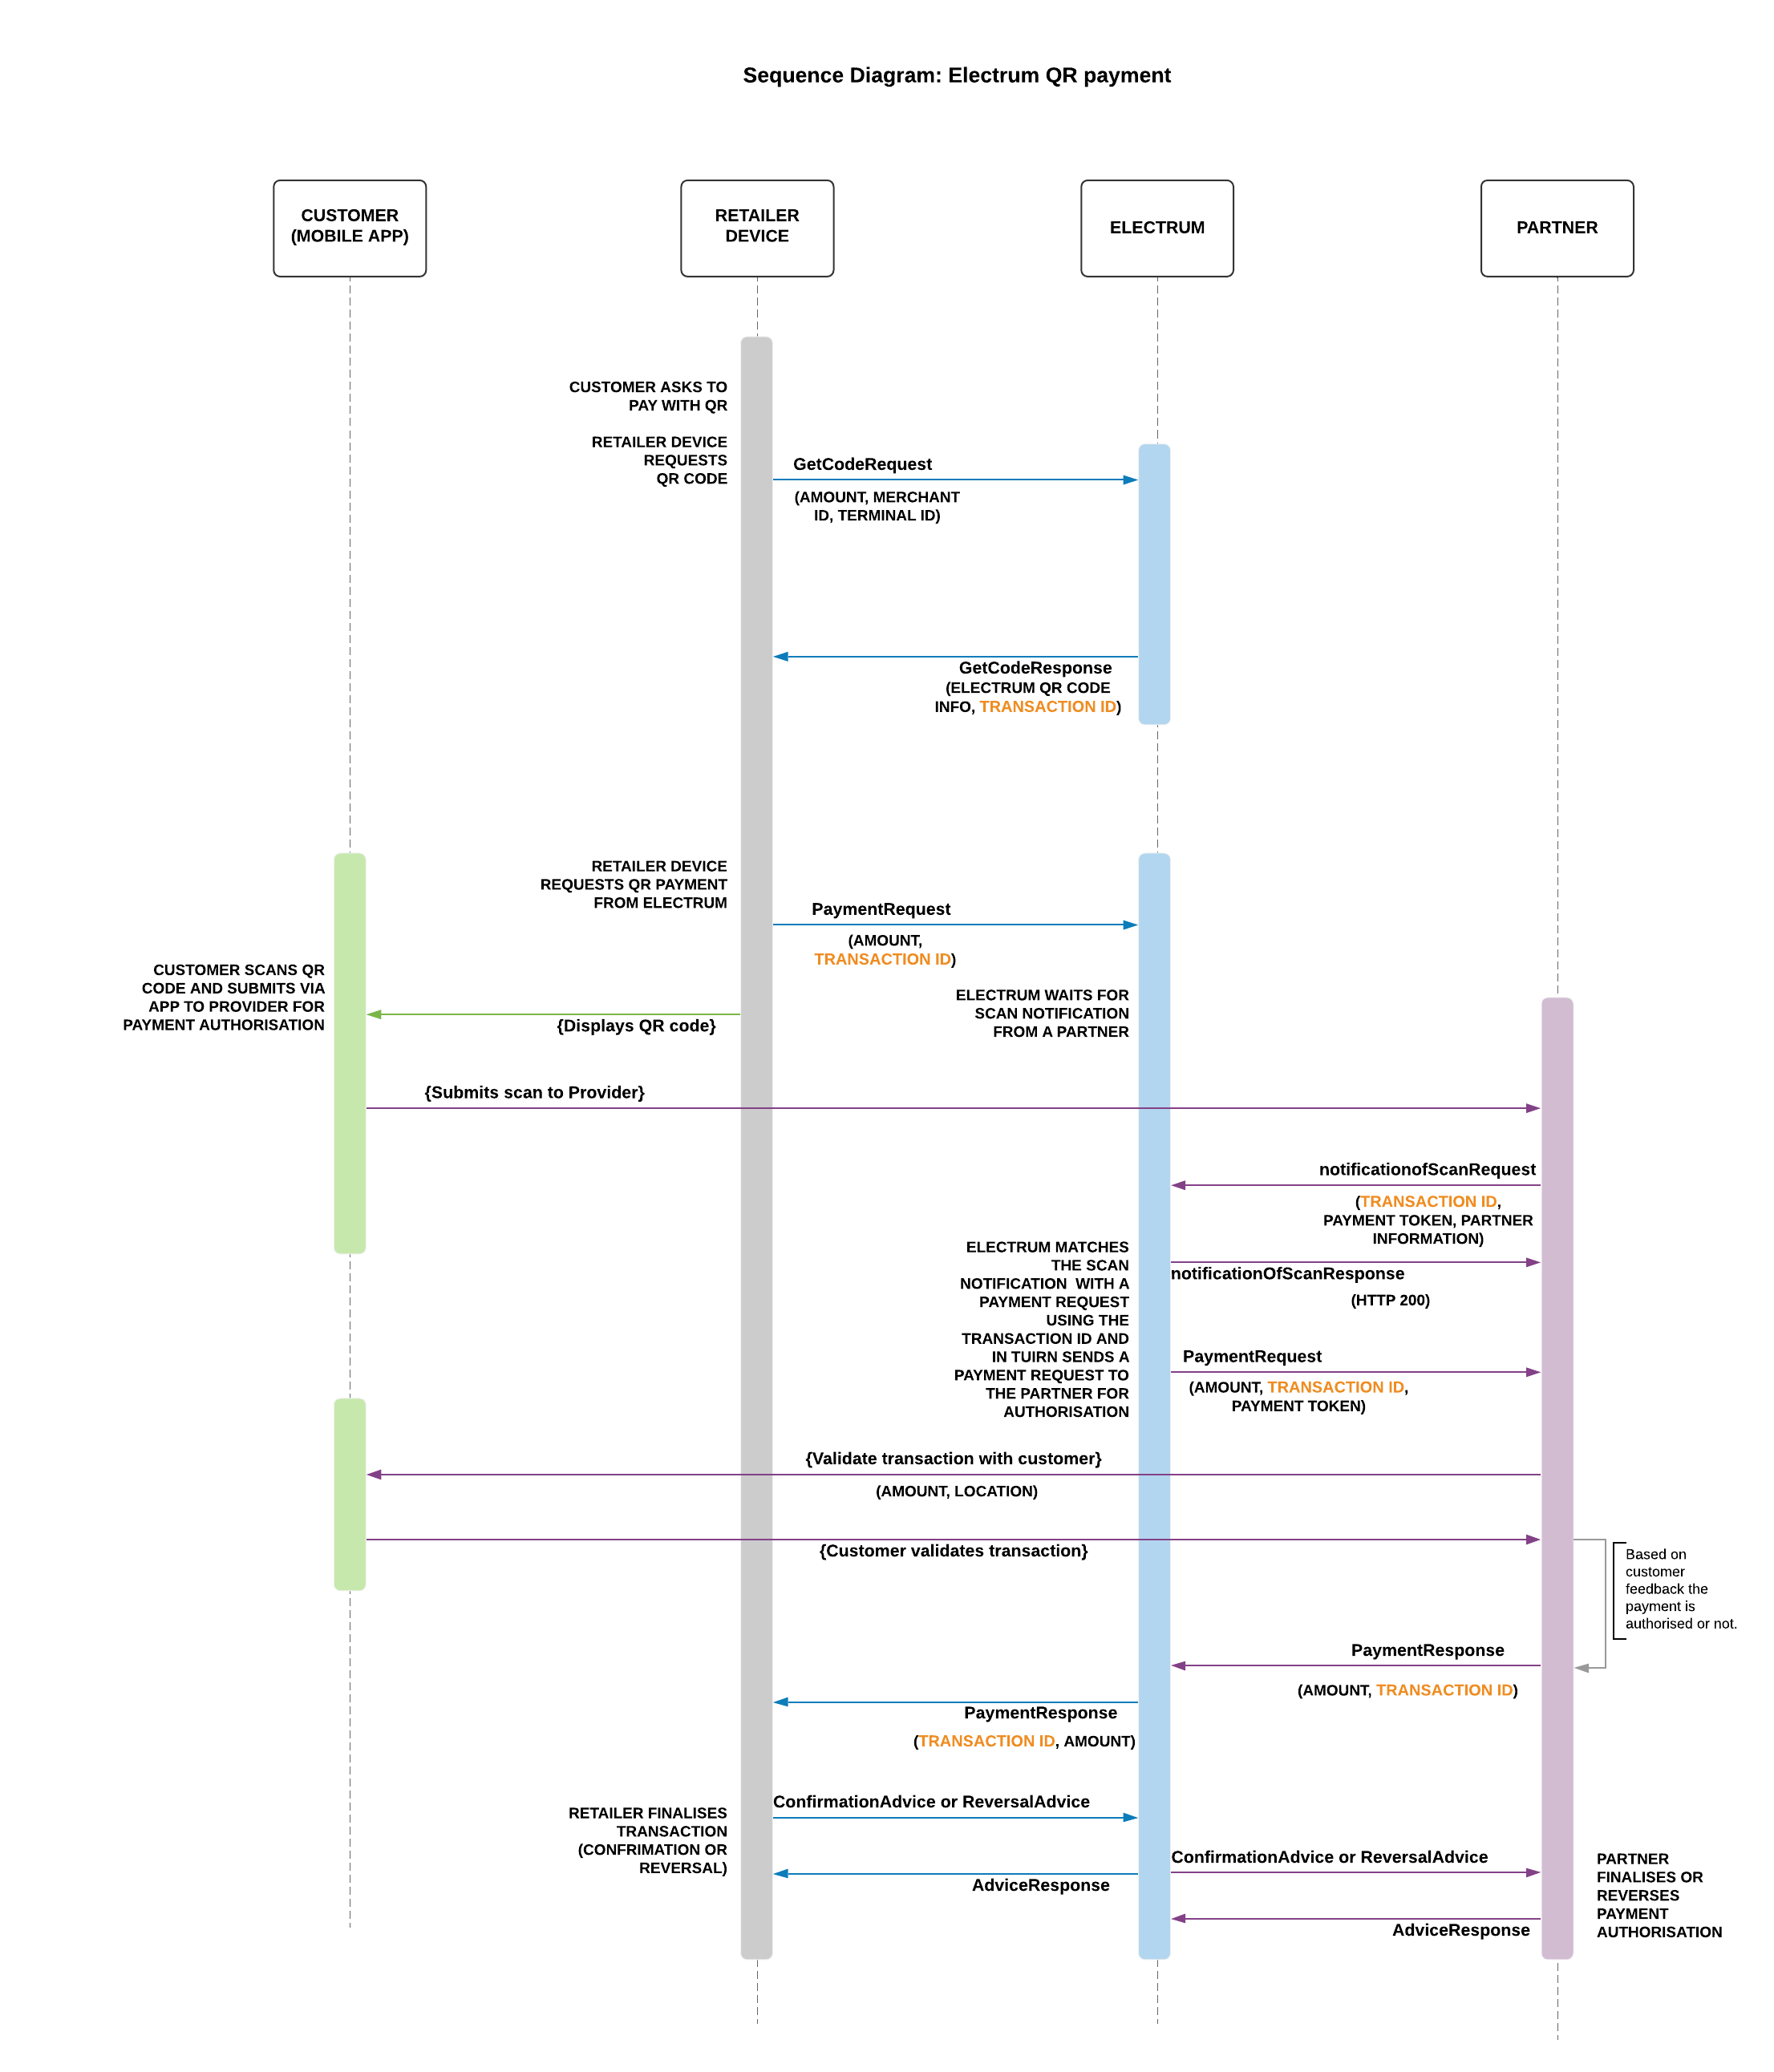 Sequence Diagram: Electrum QR payment
CUSTOMER
(MOBILE APP)
RETAILER
DEVICE
ELECTRUM
PARTNER
CUSTOMER ASKS TO
PAY WITH QR
RETAILER DEVICE
REQUESTS
QR CODE
GetCodeRequest
(AMOUNT, MERCHANT
ID, TERMINAL ID)
GetCodeResponse
(ELECTRUM QR CODE
INFO, TRANSACTION ID)
RETAILER DEVICE
REQUESTS QR PAYMENT
FROM ELECTRUM
PaymentRequest
(AMOUNT,
TRANSACTION ID)
CUSTOMER SCANS QR
CODE AND SUBMITS VIA
APP TO PROVIDER FOR
PAYMENT AUTHORISATION
{Displays QR code}
ELECTRUM WAITS FOR
SCAN NOTIFICATION
FROM A PARTNER
{Submits scan to Provider}
notificationofScanRequest
(TRANSACTION ID,
PAYMENT TOKEN, PARTNER
INFORMATION)
ELECTRUM MATCHES
THE SCAN
NOTIFICATION  WITH A
PAYMENT REQUEST
USING THE
TRANSACTION ID AND
IN TUIRN SENDS A
PAYMENT REQUEST TO
THE PARTNER FOR
AUTHORISATION
notificationOfScanResponse
(HTTP 200)
PaymentRequest
(AMOUNT, TRANSACTION ID,
PAYMENT TOKEN)
{Validate transaction with customer}
(AMOUNT, LOCATION)
{Customer validates transaction}
Based on
customer
feedback the
payment is
authorised or not.
PaymentResponse
(AMOUNT, TRANSACTION ID)
PaymentResponse
(TRANSACTION ID, AMOUNT)
RETAILER FINALISES
TRANSACTION
(CONFRIMATION OR
REVERSAL)
ConfirmationAdvice or ReversalAdvice
AdviceResponse
ConfirmationAdvice or ReversalAdvice
AdviceResponse
PARTNER
FINALISES OR
REVERSES
PAYMENT
AUTHORISATION